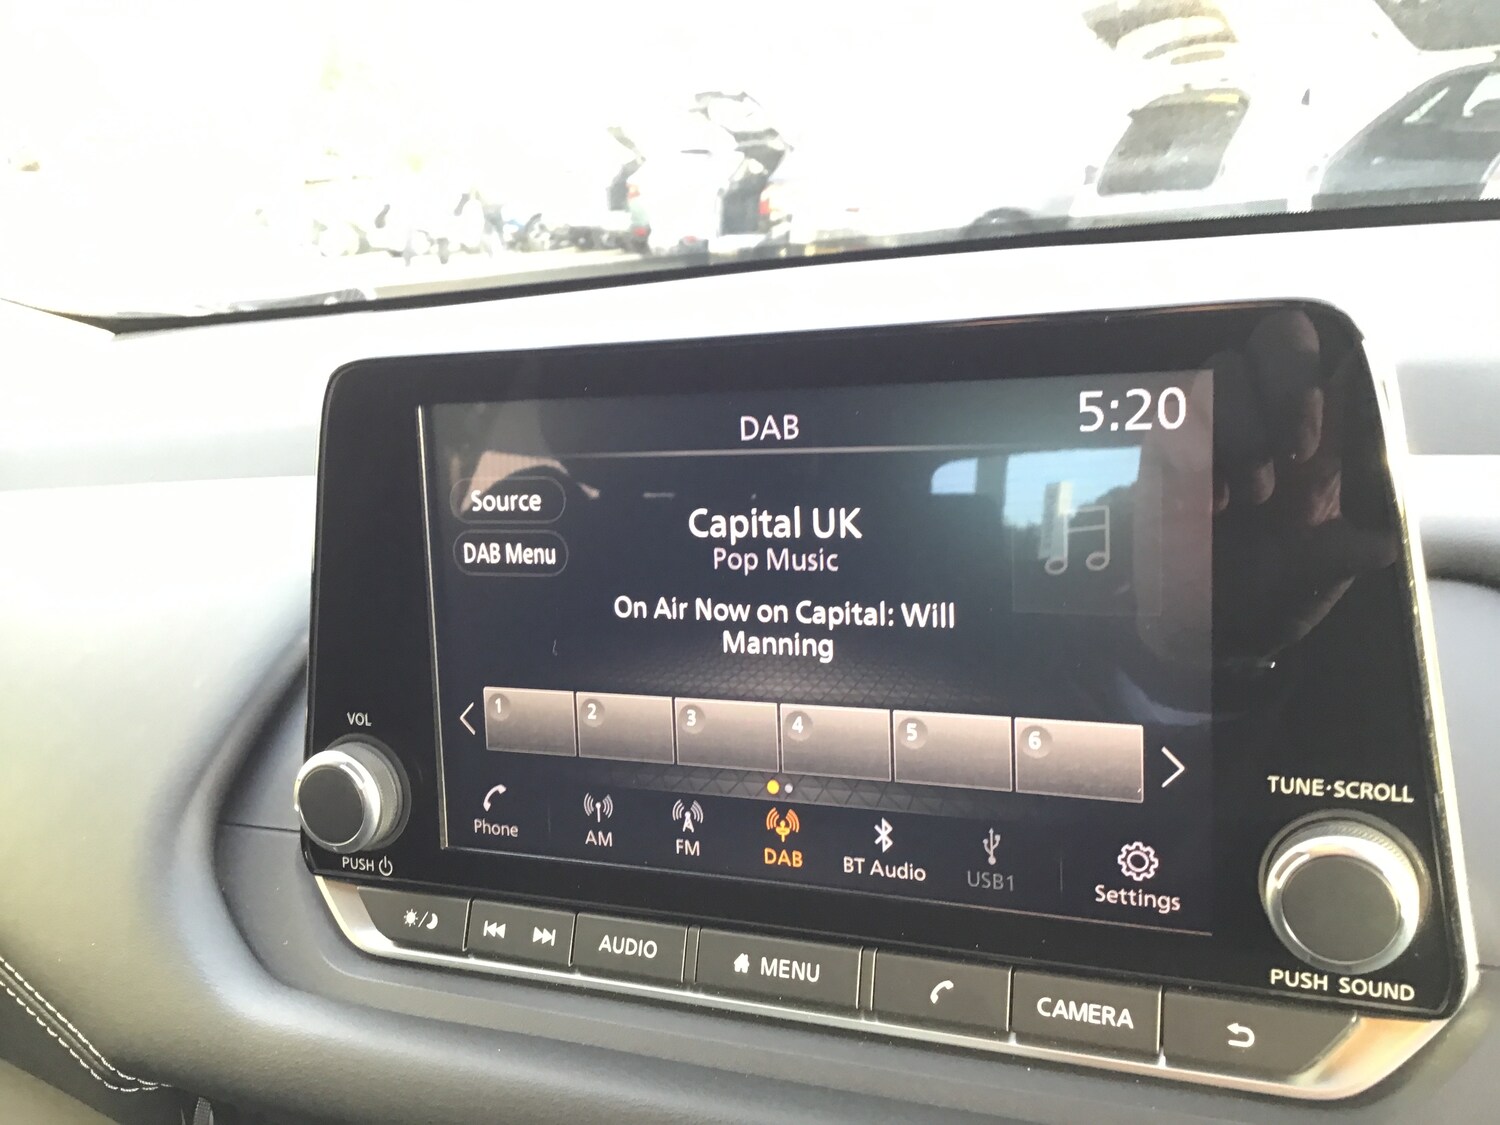 DAB
5:20
Source
DAB Menu
Capital UK
Pop Music
On Air Now on Capital: Will
Manning
1
2
3
4
5
6
Phone
AM
FM
DAB
BT Audio
USB1
Settings
VOL
PUSH
TUNE·SCROLL
PUSH SOUND
AUDIO
MENU
CAMERA